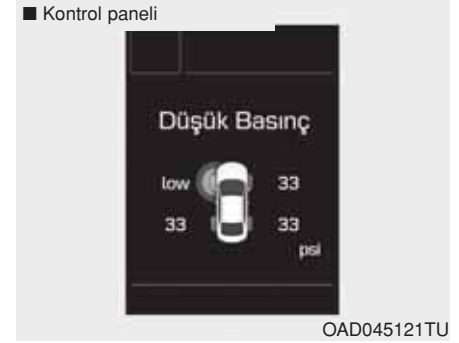 ■ Kontrol paneli
Düşük Basınç
low 33
33 33
psi
OAD045121TU